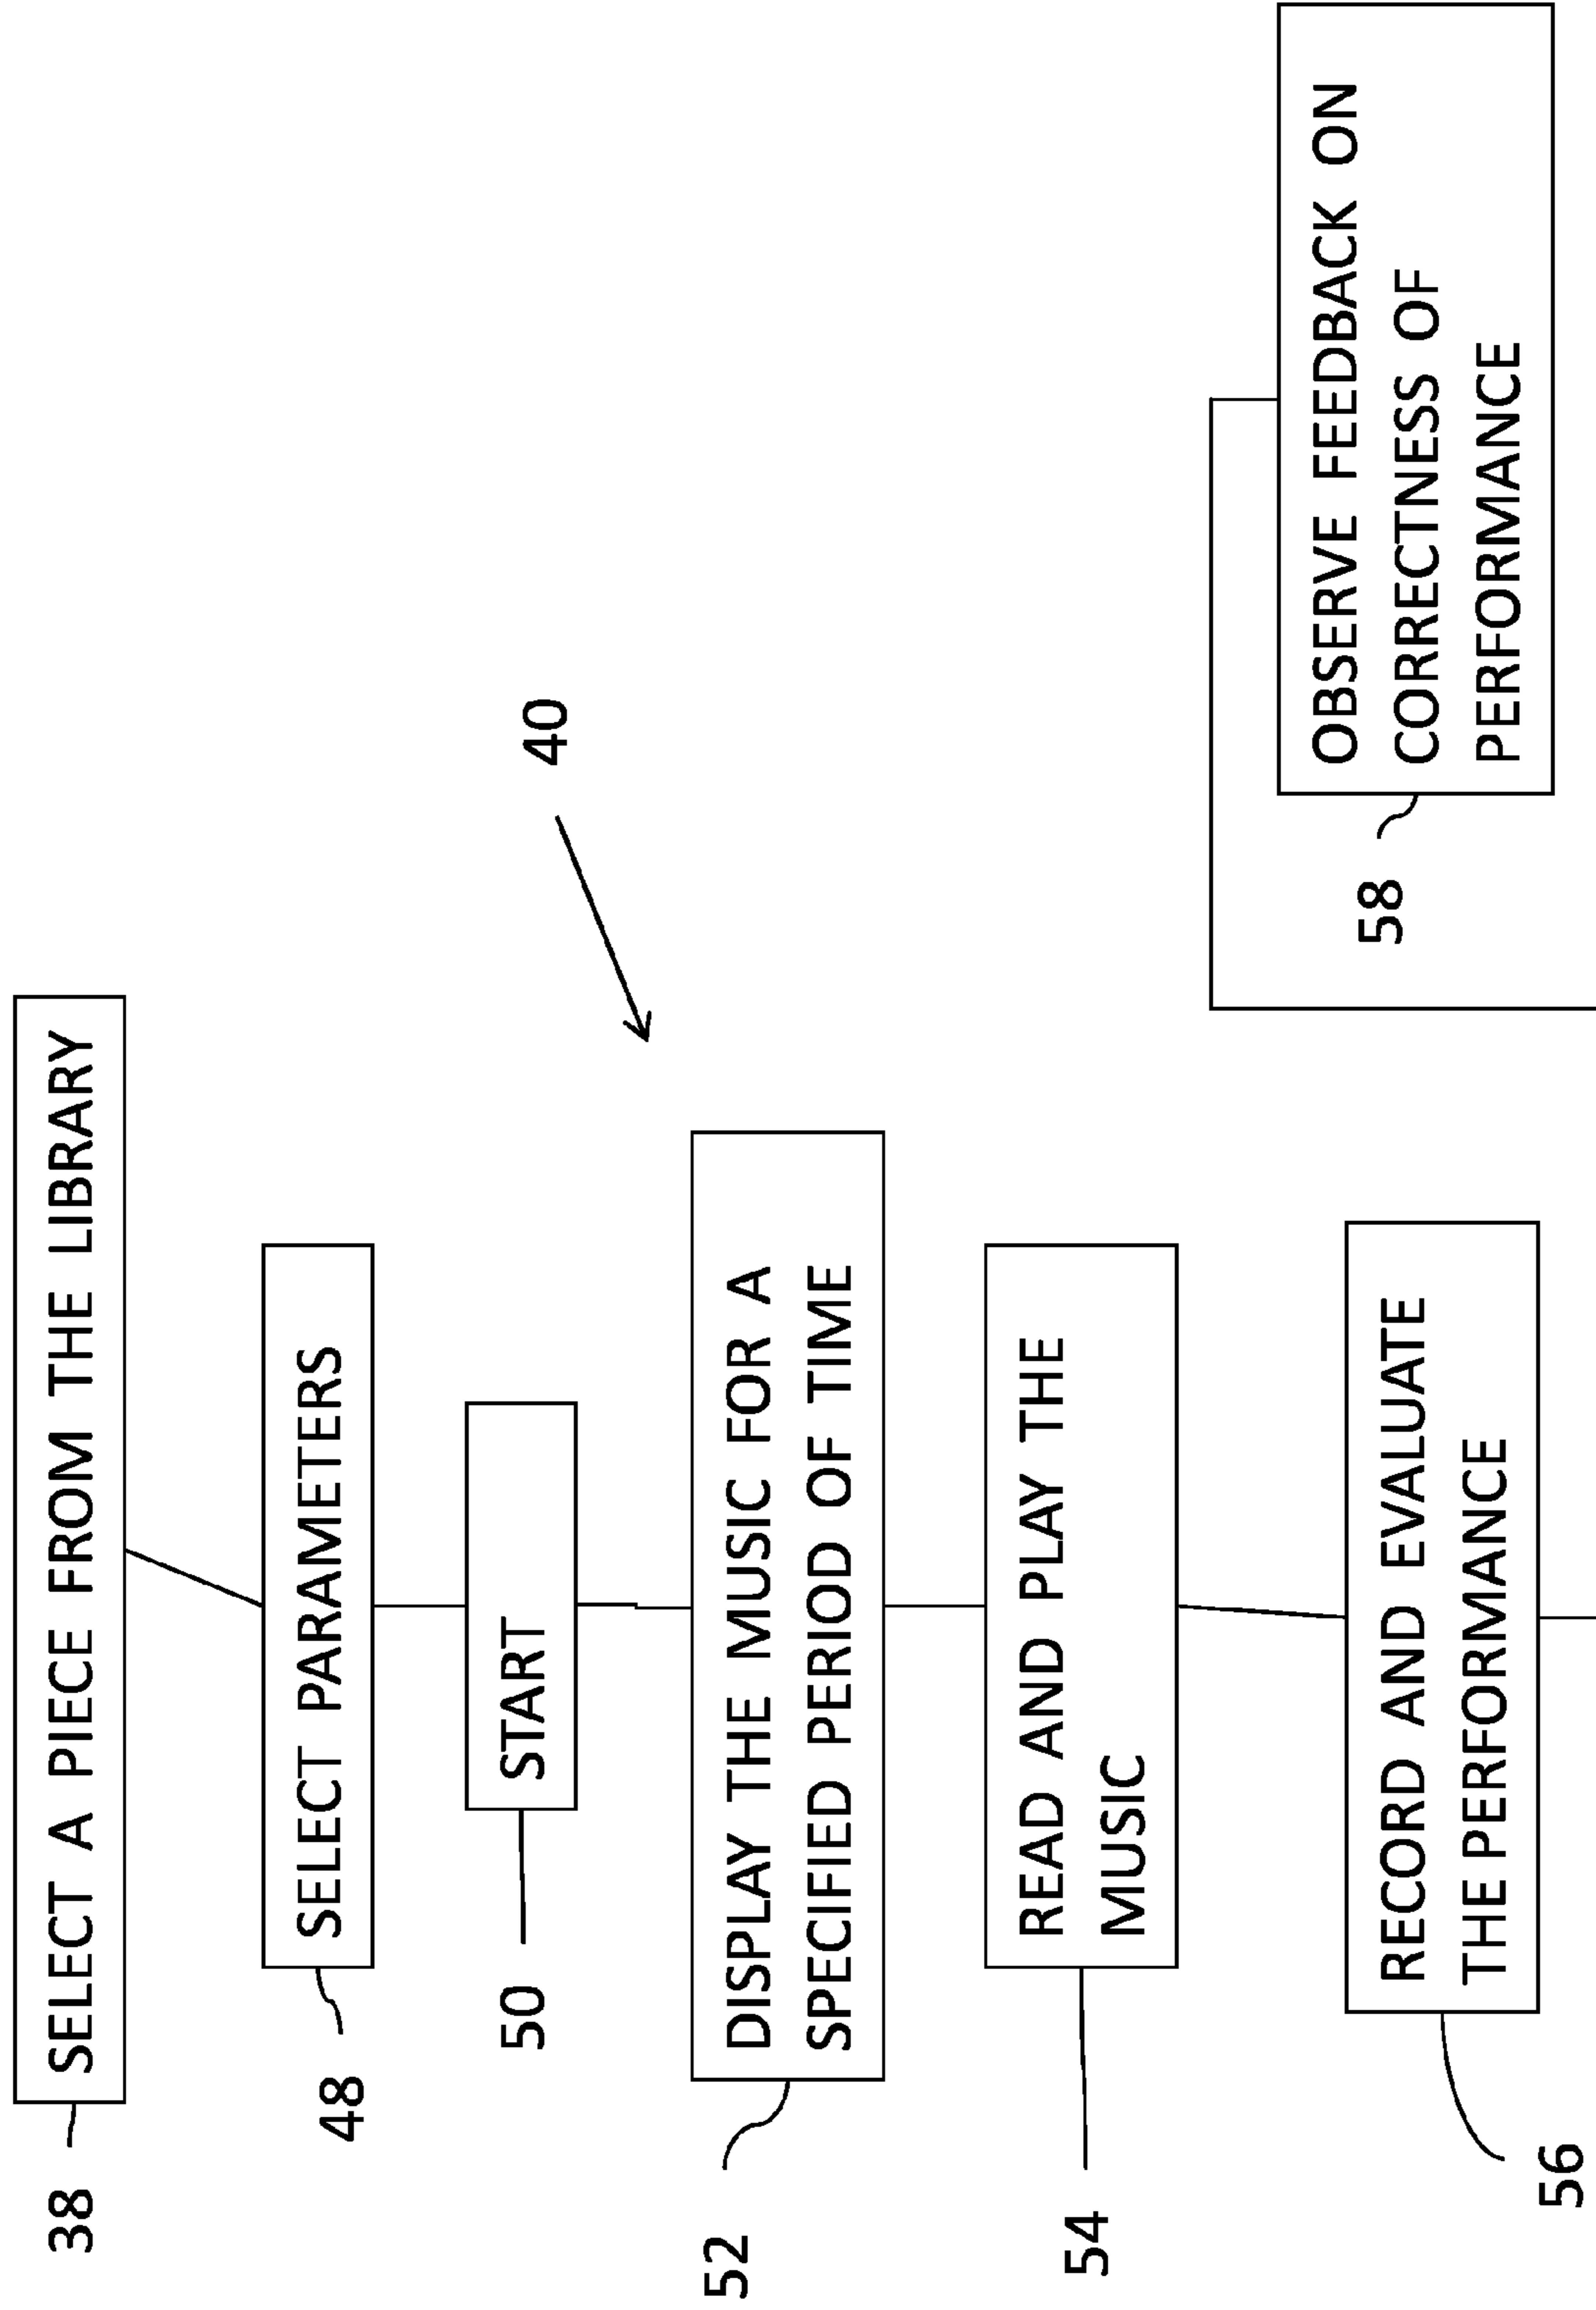 38
SELECT A PIECE FROM THE LIBRARY
48
SELECT PARAMETERS
50
START
40
52
DISPLAY THE MUSIC FOR A
SPECIFIED PERIOD OF TIME
54
READ AND PLAY THE
MUSIC
56
RECORD AND EVALUATE
THE PERFORMANCE
58
OBSERVE FEEDBACK ON
CORRECTNESS OF
PERFORMANCE